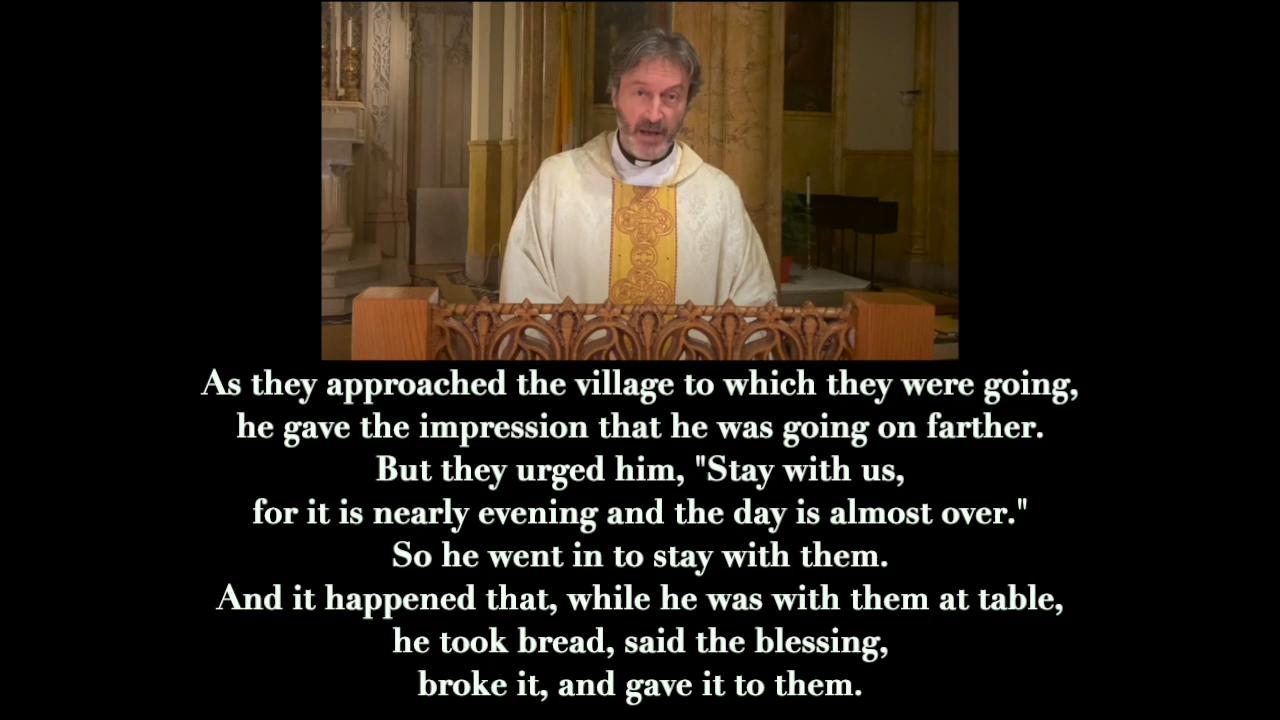 As they approached the village to which they were going,
he gave the impression that he was going on farther.
But they urged him, "Stay with us,
for it is nearly evening and the day is almost over."
So he went in to stay with them.
And it happened that, while he was with them at table,
he took bread, said the blessing,
broke it, and gave it to them.